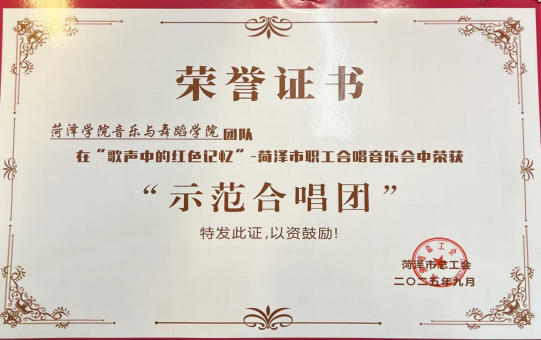 荣誉证书
菏泽学院音乐与舞蹈学院团队
在“歌声中的红色记忆”-菏泽市职工合唱音乐会中荣获
“示范合唱团”
特发此证,以资鼓励!
菏泽市总工会
二〇二五年九月